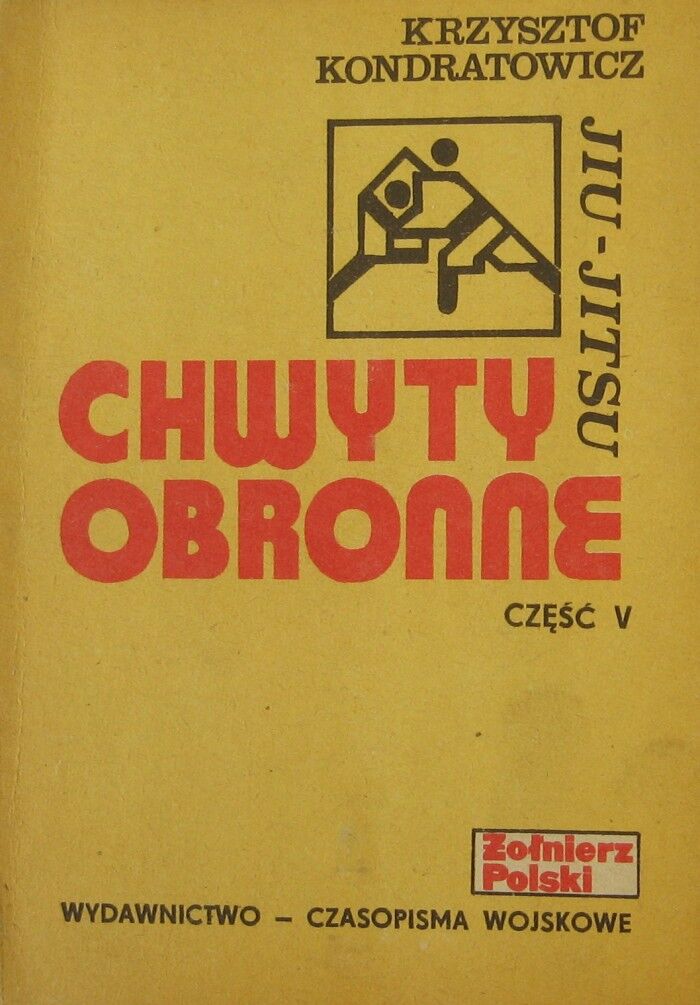 KRZYSZTOF
KONDRATOWICZ
JIU-JITSU
CHWYTY
OBRONNE
CZĘŚĆ V
Żołnierz
Polski
WYDAWNICTWO – CZASOPISMA WOJSKOWE